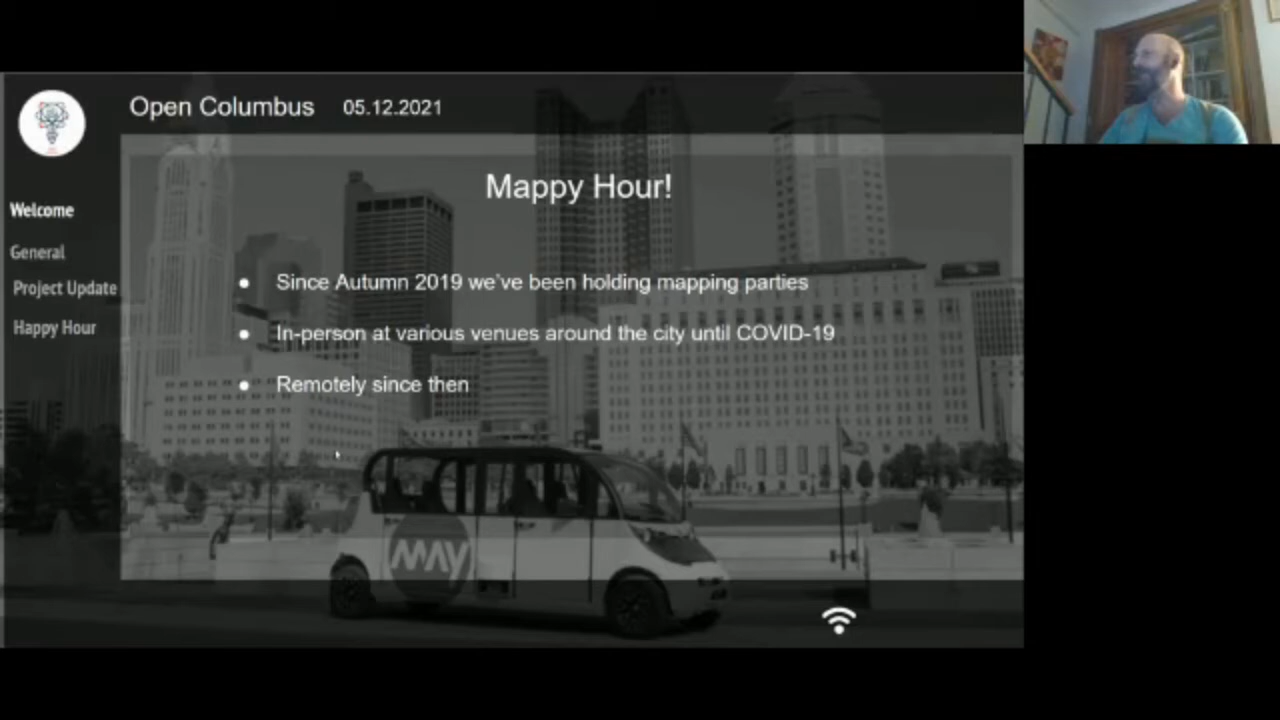 Open Columbus 05.12.2021
Welcome
General
Project Update
Happy Hour
Mappy Hour!
Since Autumn 2019 we've been holding mapping parties
In-person at various venues around the city until COVID-19
Remotely since then
MAY